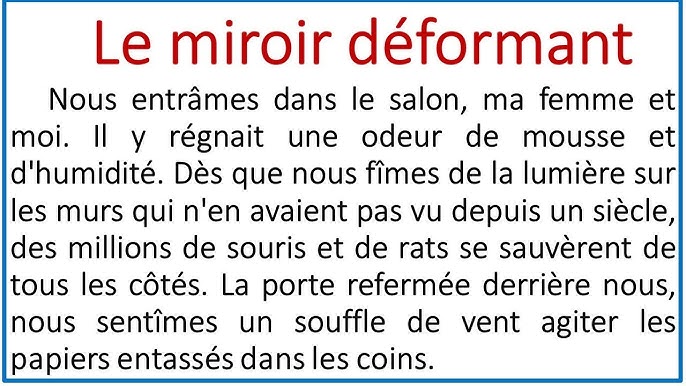 Le miroir déformant
Nous entrâmes dans le salon, ma femme et
moi. Il y régnait une odeur de mousse et
d'humidité. Dès que nous fîmes de la lumière sur
les murs qui n'en avaient pas vu depuis un siècle,
des millions de souris et de rats se sauvèrent de
tous les côtés. La porte refermée derrière nous,
nous sentîmes un souffle de vent agiter les
papiers entassés dans les coins.